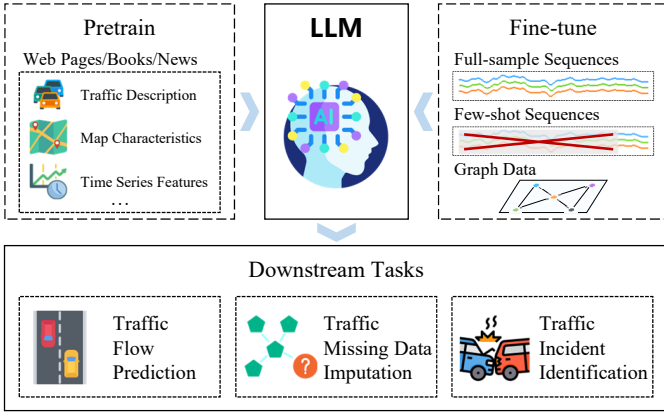 Pretrain
Web Pages/Books/News
Traffic Description
Map Characteristics
Time Series Features
...
LLM
AI
Fine-tune
Full-sample Sequences
Few-shot Sequences
Graph Data
Downstream Tasks
Traffic
Flow
Prediction
Traffic
Missing Data
Imputation
?
Traffic
Incident
Identification